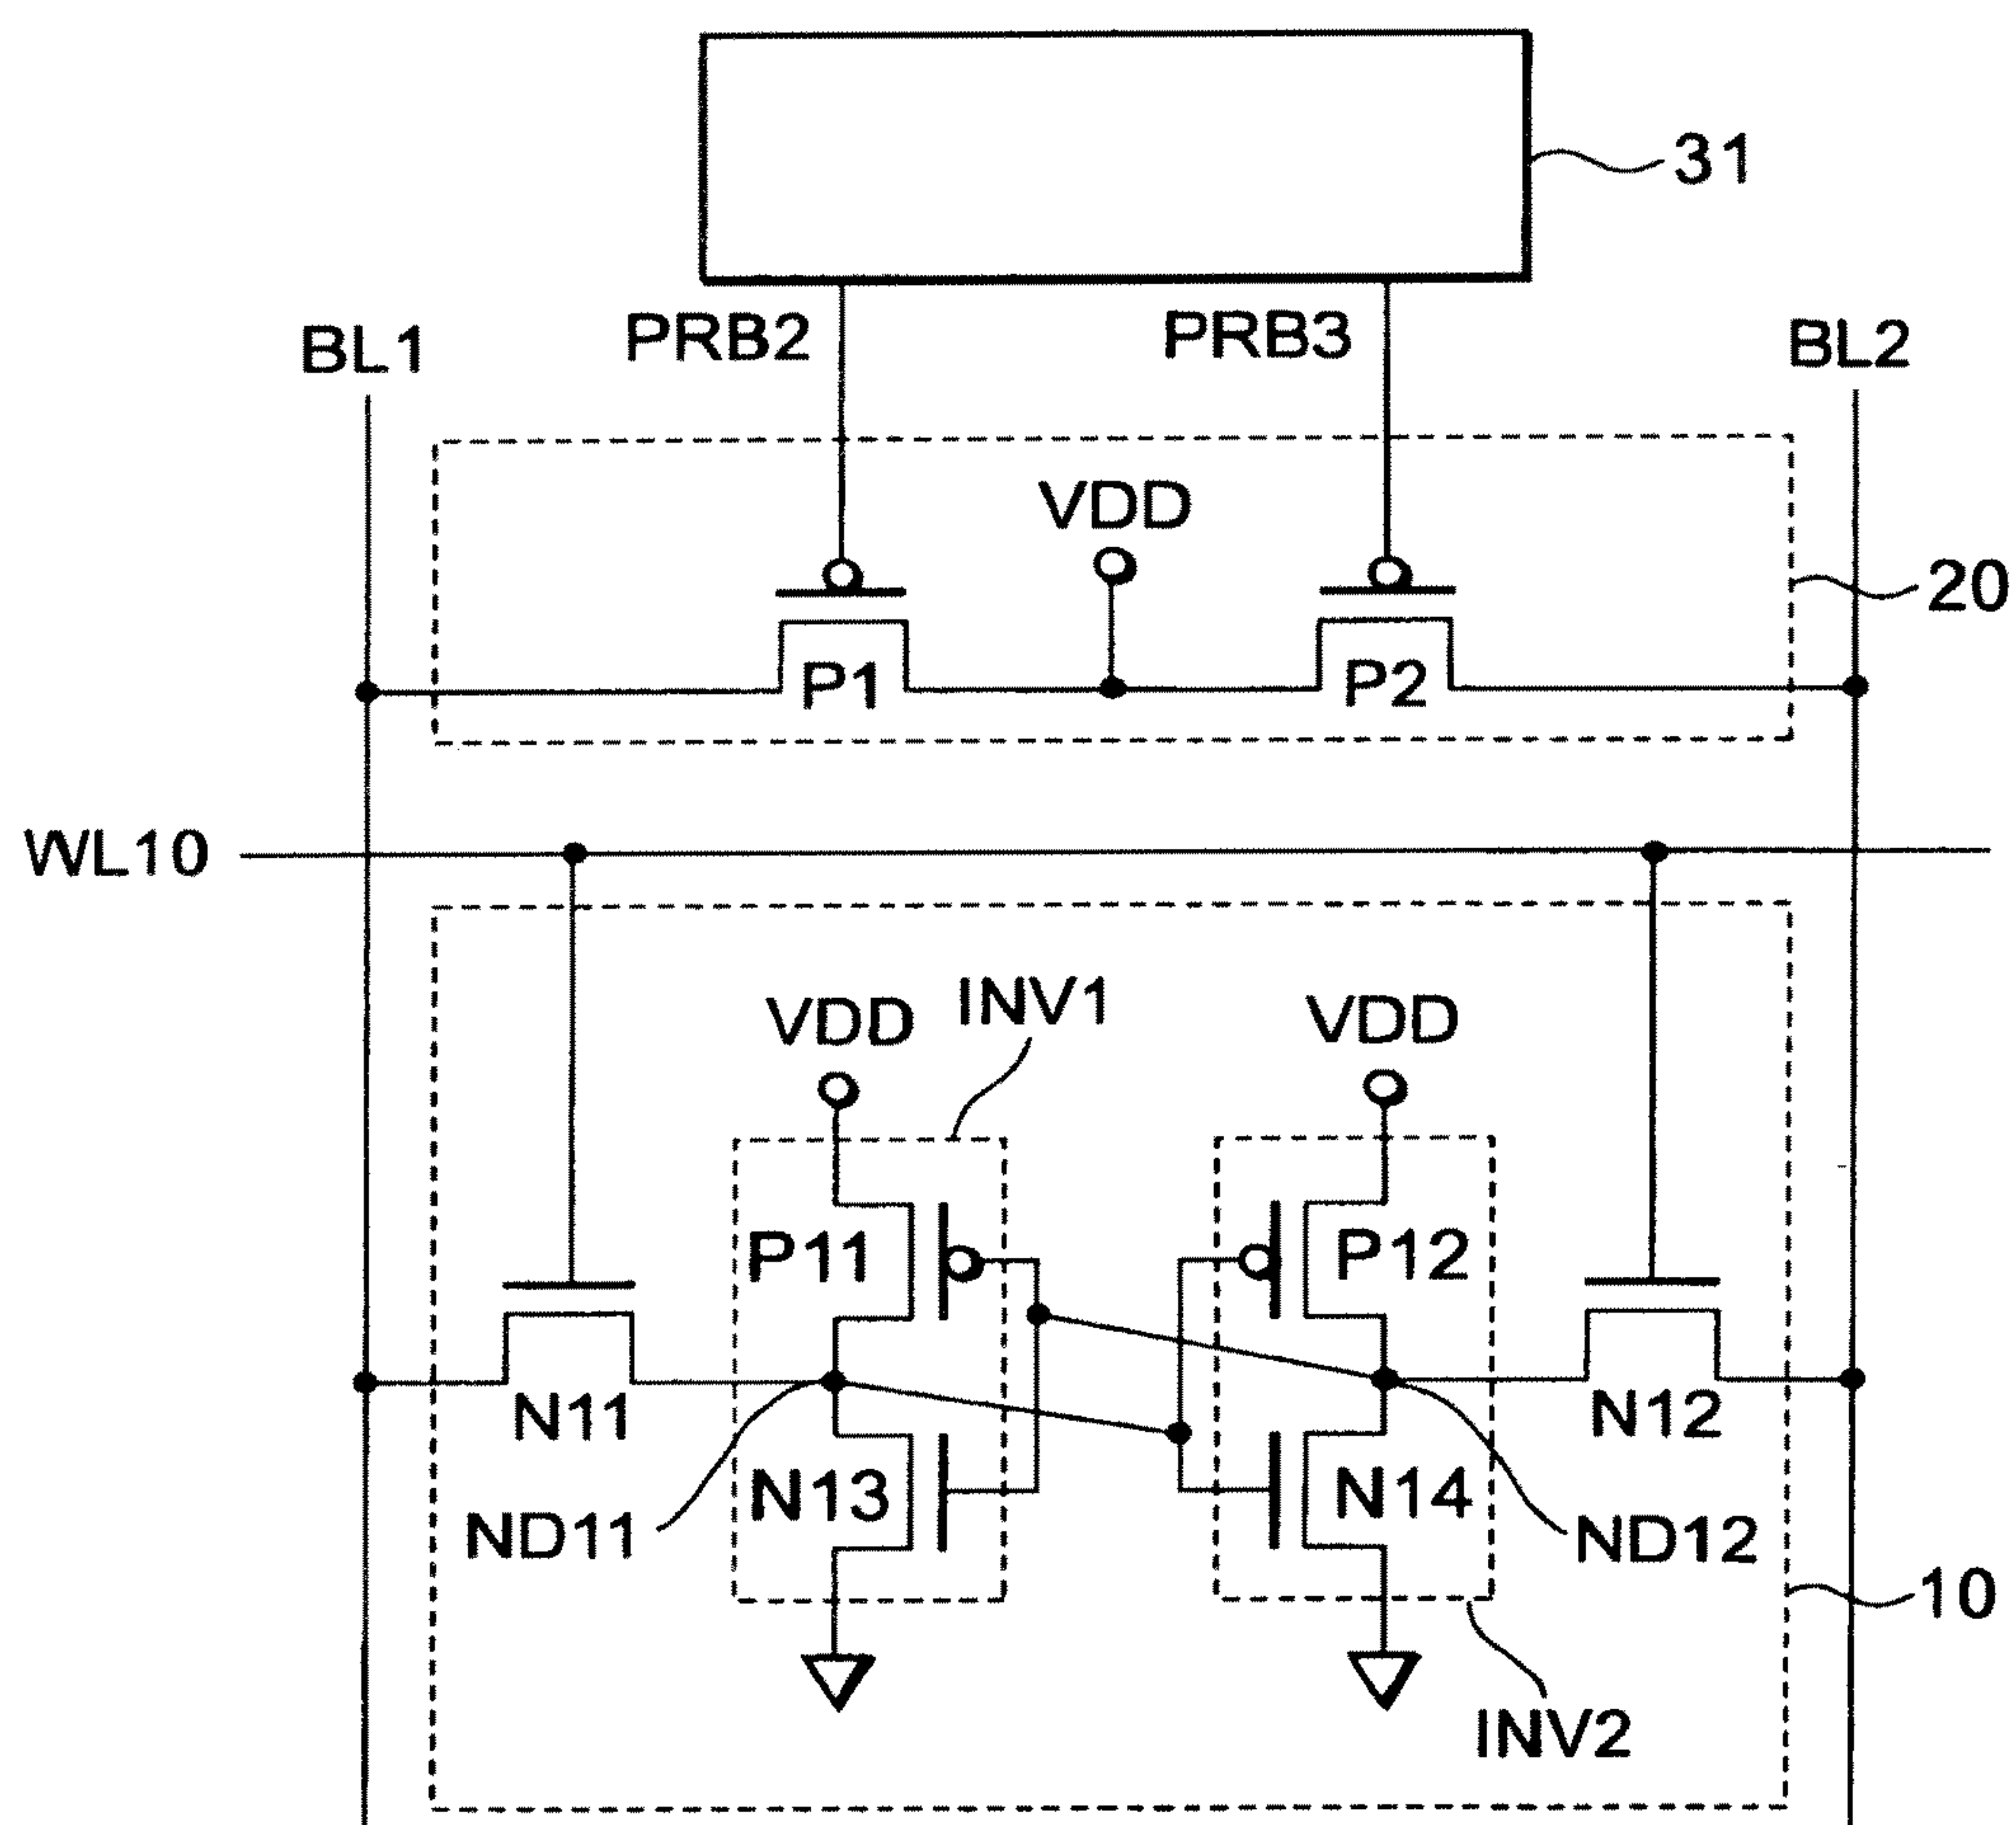 31
BL1
PRB2
PRB3
BL2
VDD
20
P1
P2
WL10
VDD
INV1
VDD
P11
P12
N11
N12
N13
N14
ND11
ND12
10
INV2